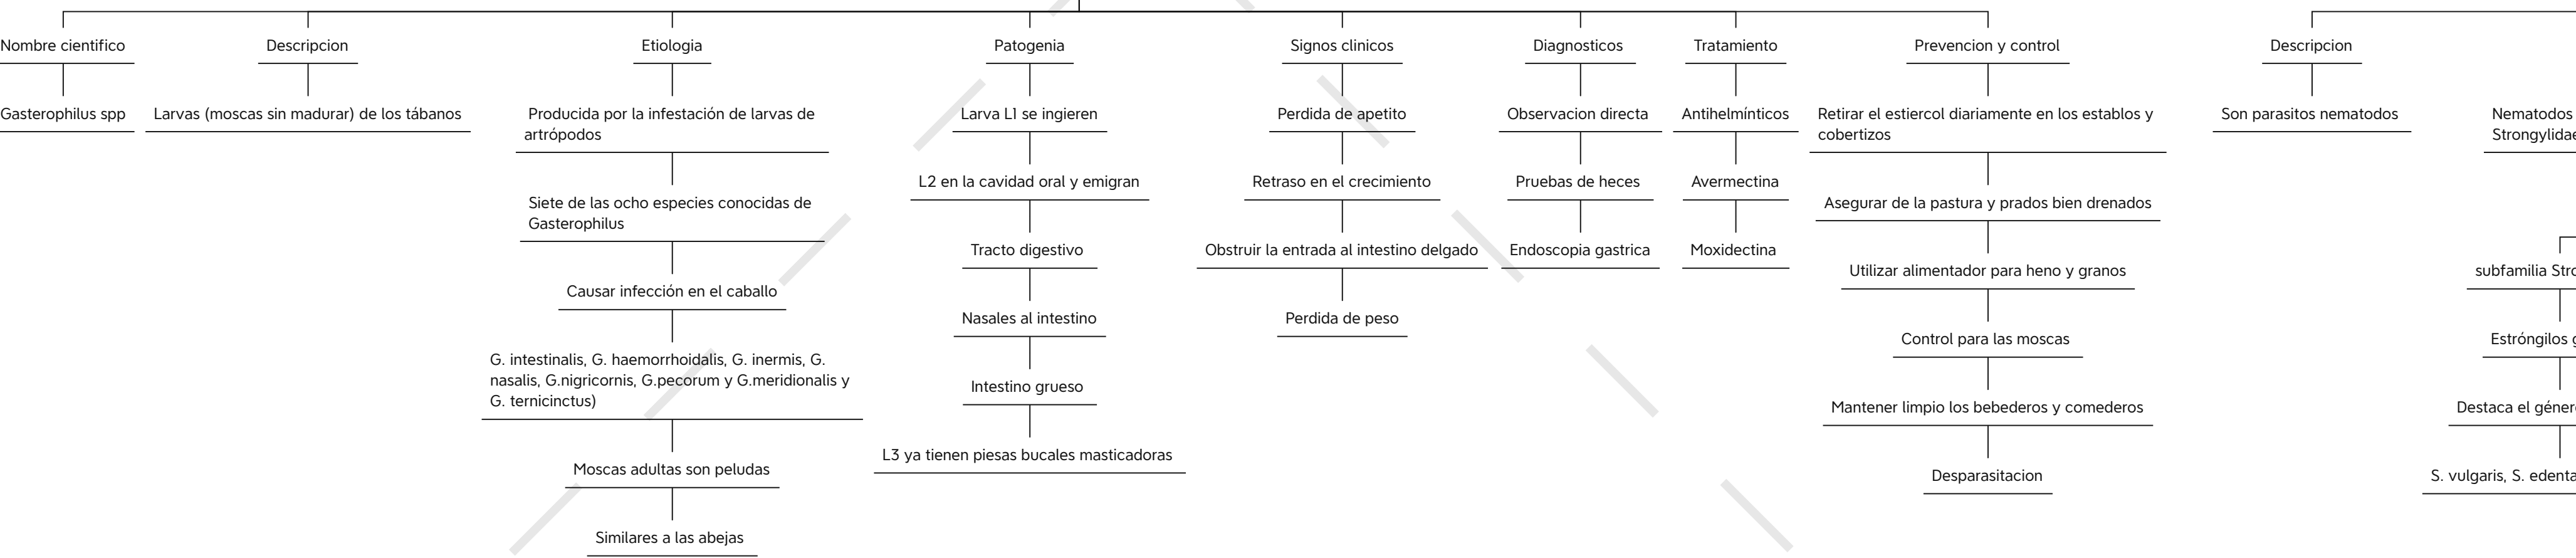 Nombre cientifico
Gasterophilus spp
Descripcion
Larvas (moscas sin madurar) de los tábanos
Etiologia
Producida por la infestación de larvas de
artrópodos
Siete de las ocho especies conocidas de
Gasterophilus
Causar infección en el caballo
G. intestinalis, G. haemorrhoidalis, G. inermis, G.
nasalis, G.nigricornis, G.pecorum y G.meridionalis y
G. ternicinctus)
Moscas adultas son peludas
Similares a las abejas
Patogenia
Larva L1 se ingieren
L2 en la cavidad oral y emigran
Tracto digestivo
Nasales al intestino
Intestino grueso
L3 ya tienen piesas bucales masticadoras
Signos clinicos
Perdida de apetito
Retraso en el crecimiento
Obstruir la entrada al intestino delgado
Perdida de peso
Diagnosticos
Observacion directa
Pruebas de heces
Endoscopia gastrica
Tratamiento
Antihelmínticos
Avermectina
Moxidectina
Prevencion y control
Retirar el estiercol diariamente en los establos y
cobertizos
Asegurar de la pastura y prados bien drenados
Utilizar alimentador para heno y granos
Control para las moscas
Mantener limpio los bebederos y comederos
Desparasitacion
Descripcion
Son parasitos nematodos
Nematodos
Strongylidae
subfamilia
Estróngilos
Destaca el
S. vulgaris, S.